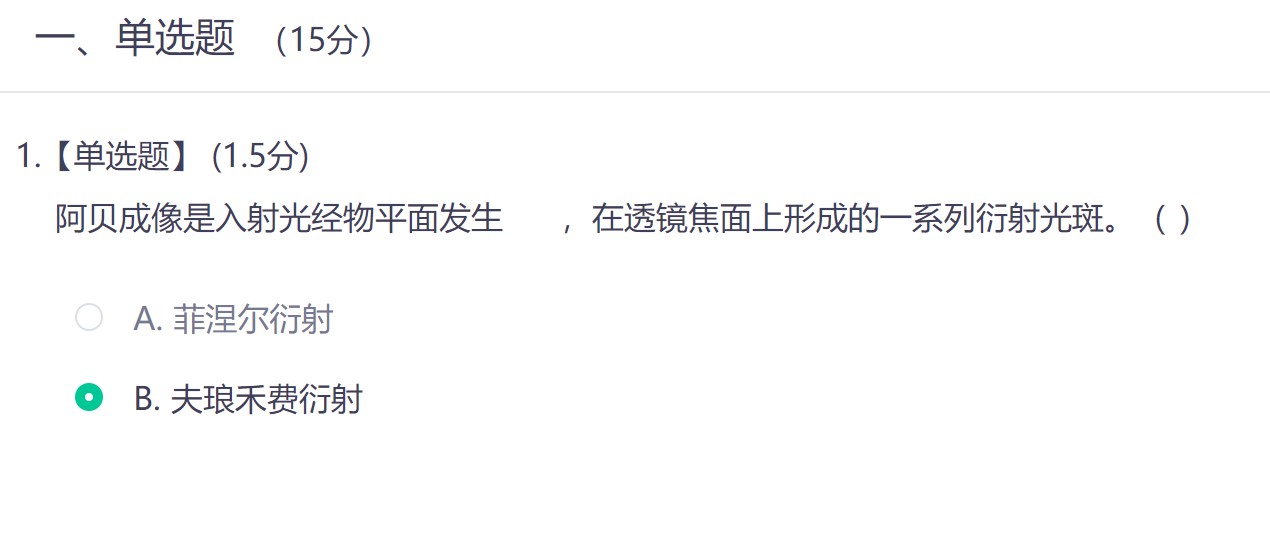 一、单选题 （15分）
1.【单选题】 (1.5分)
阿贝成像是入射光经物平面发生 ，在透镜焦面上形成的一系列衍射光斑。（ ）
A. 菲涅尔衍射
B. 夫琅禾费衍射